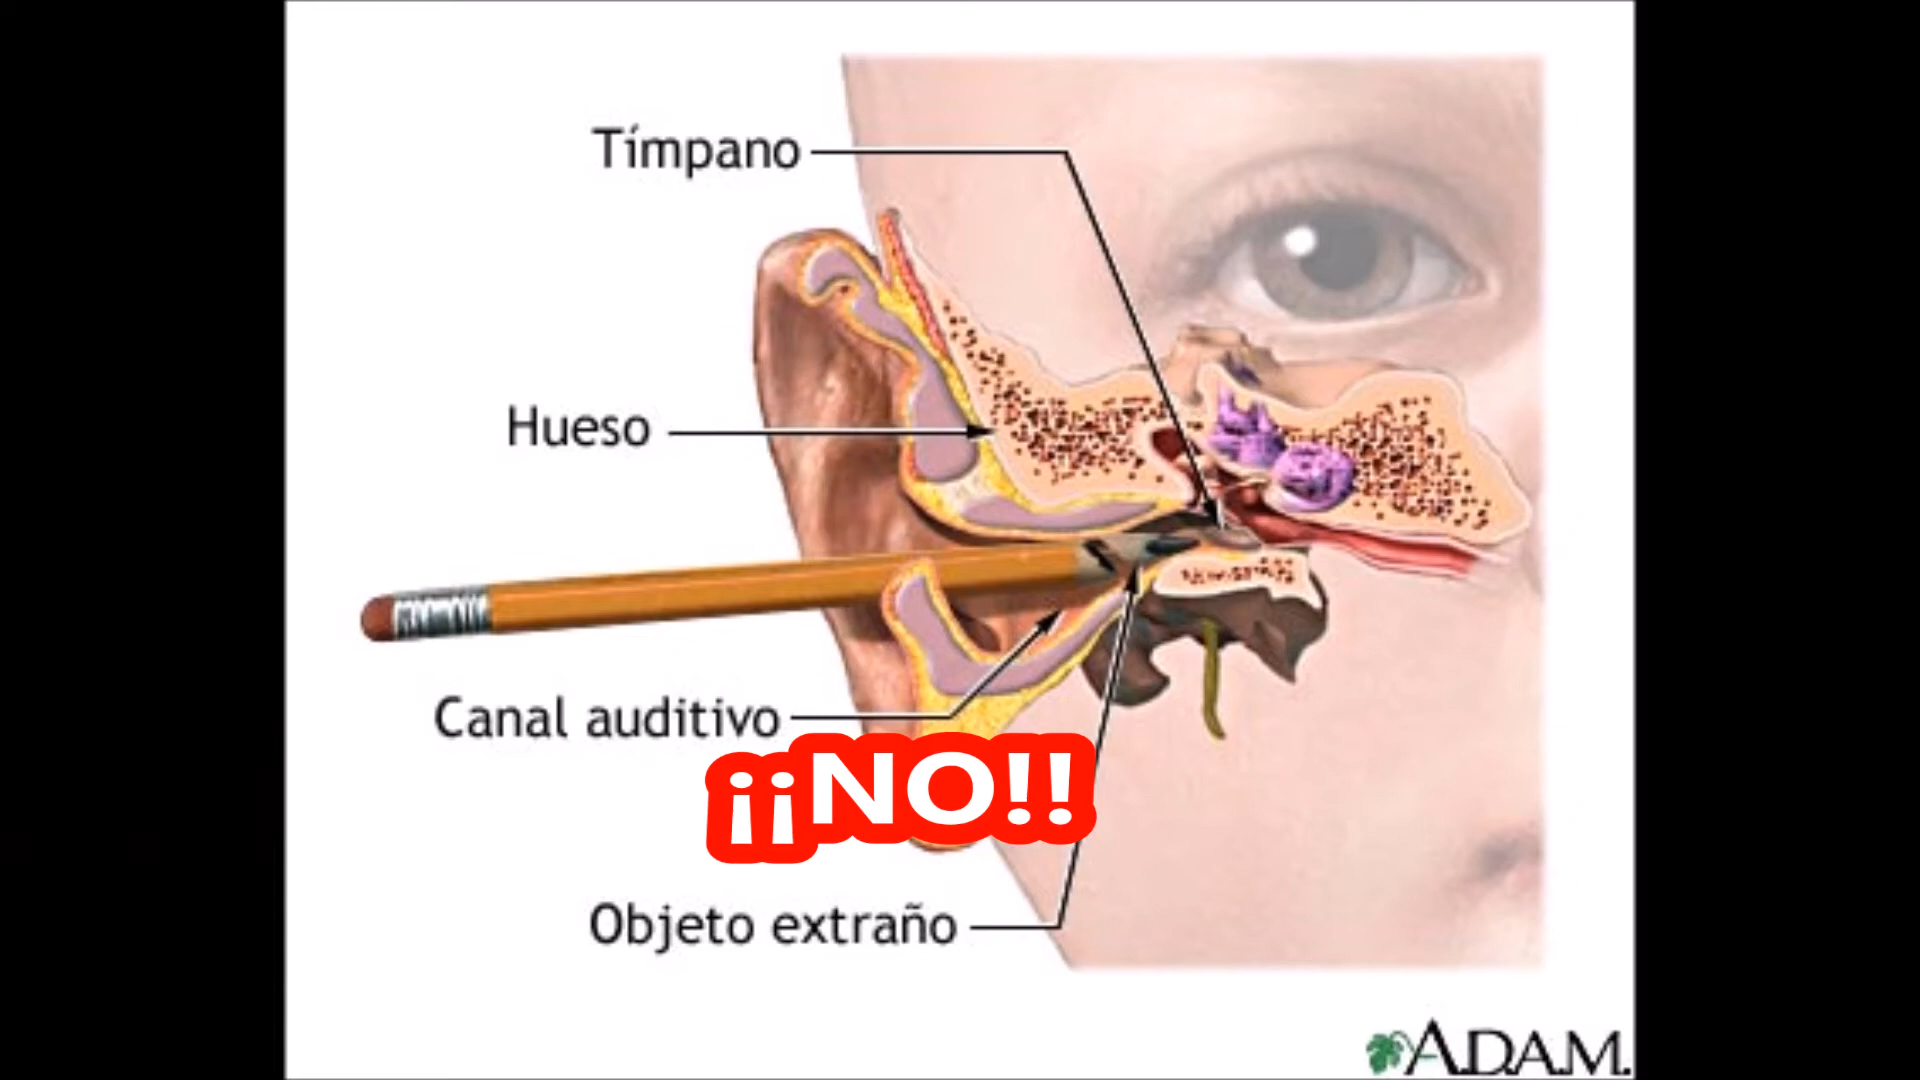 Tímpano
Hueso
Canal auditivo
¡¡NO!!
Objeto extraño
A.D.A.M.